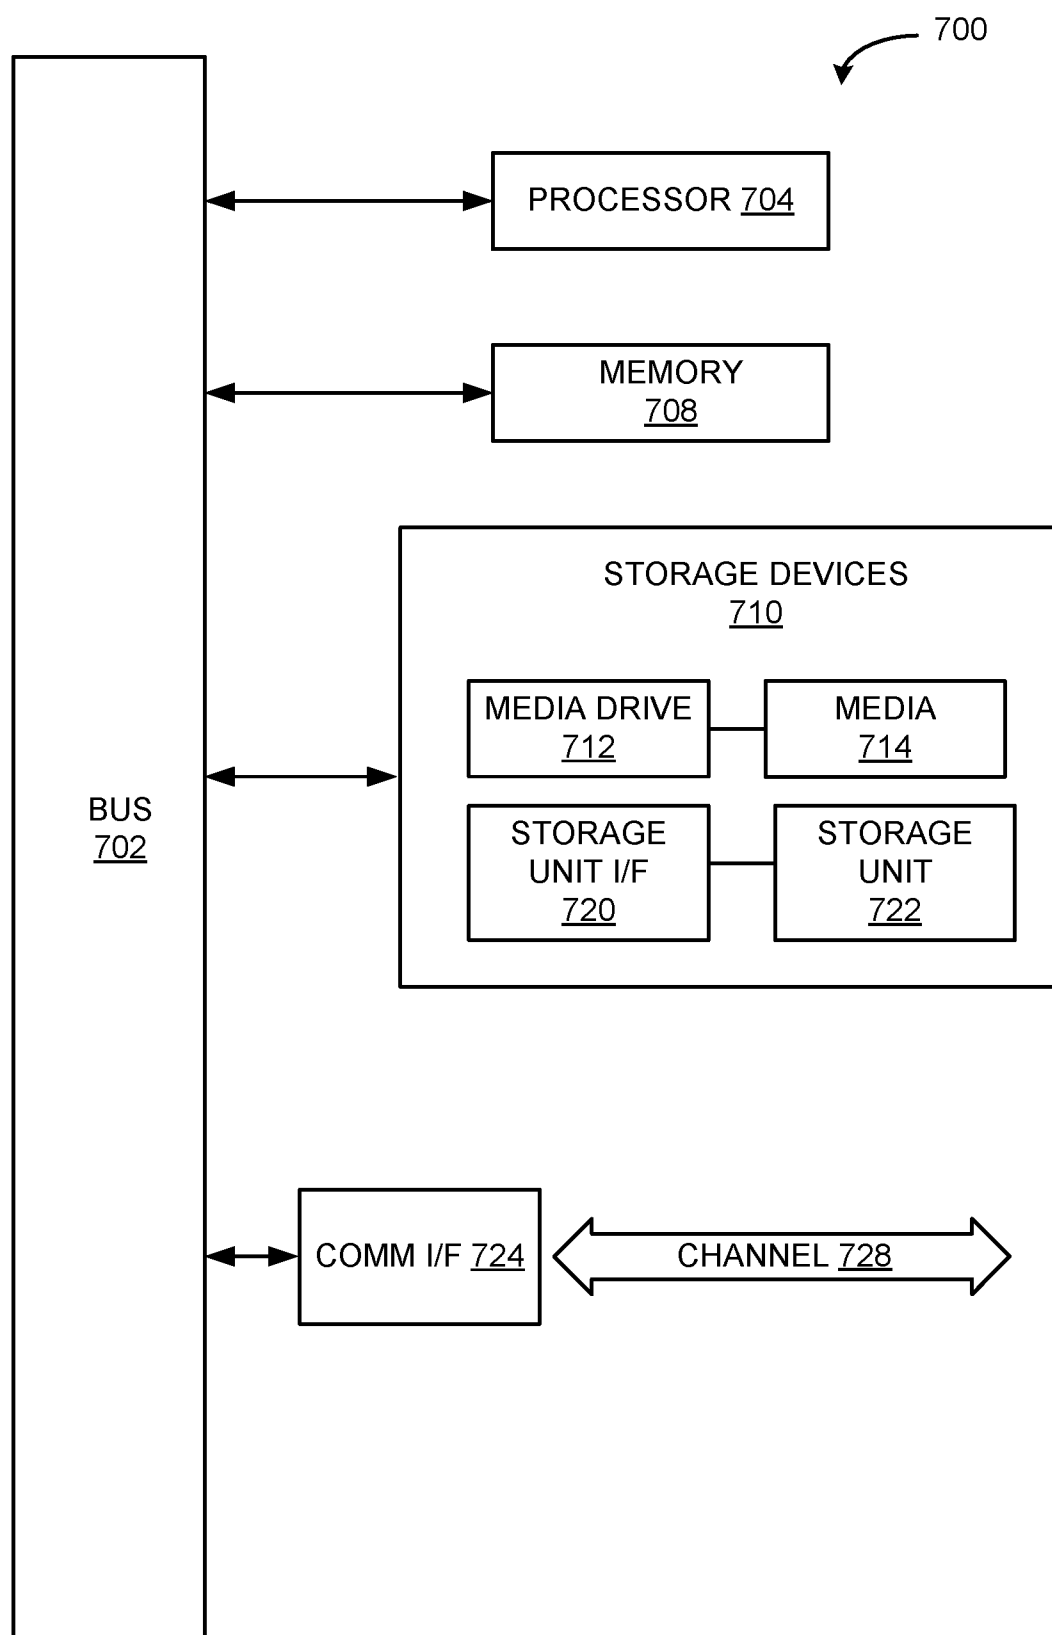 700
PROCESSOR 704
MEMORY
708
STORAGE DEVICES
710
MEDIA DRIVE
712
MEDIA
714
BUS
702
STORAGE
UNIT I/F
720
STORAGE
UNIT
722
COMM I/F 724
CHANNEL 728